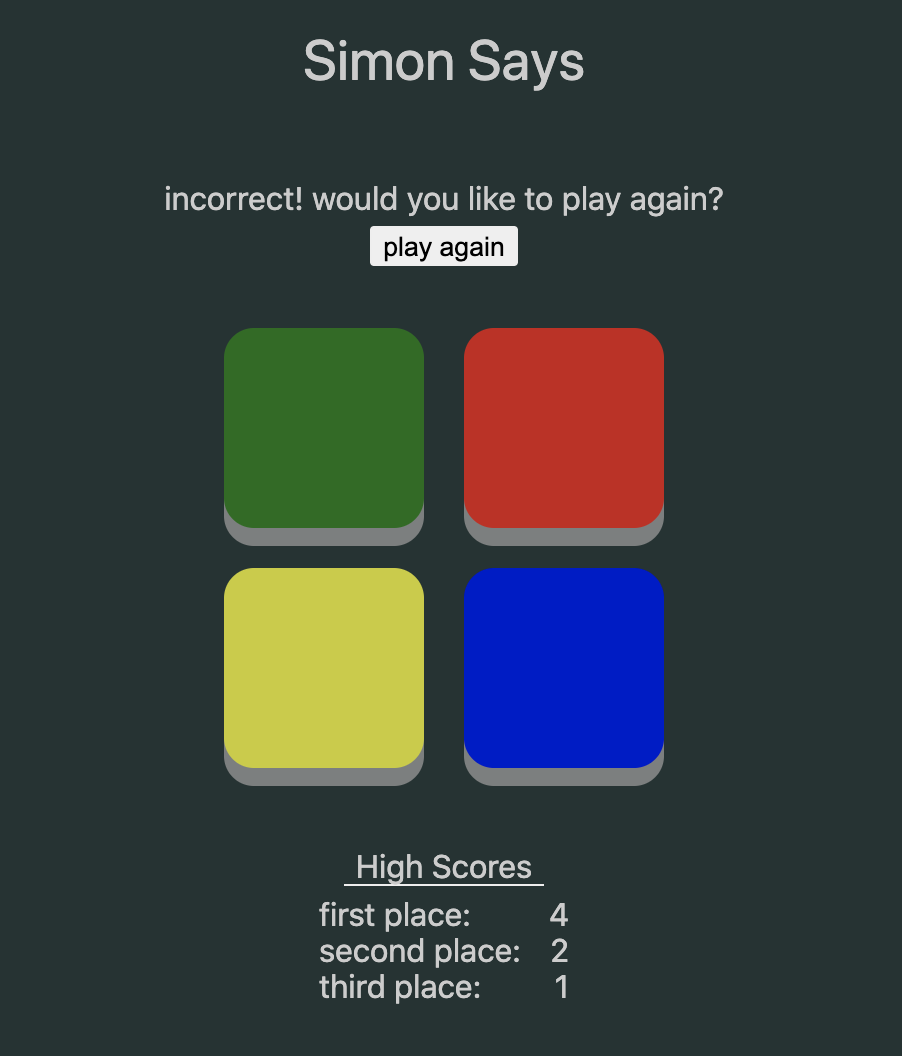 Simon Says
incorrect! would you like to play again?
play again
High Scores
first place: 4
second place: 2
third place: 1